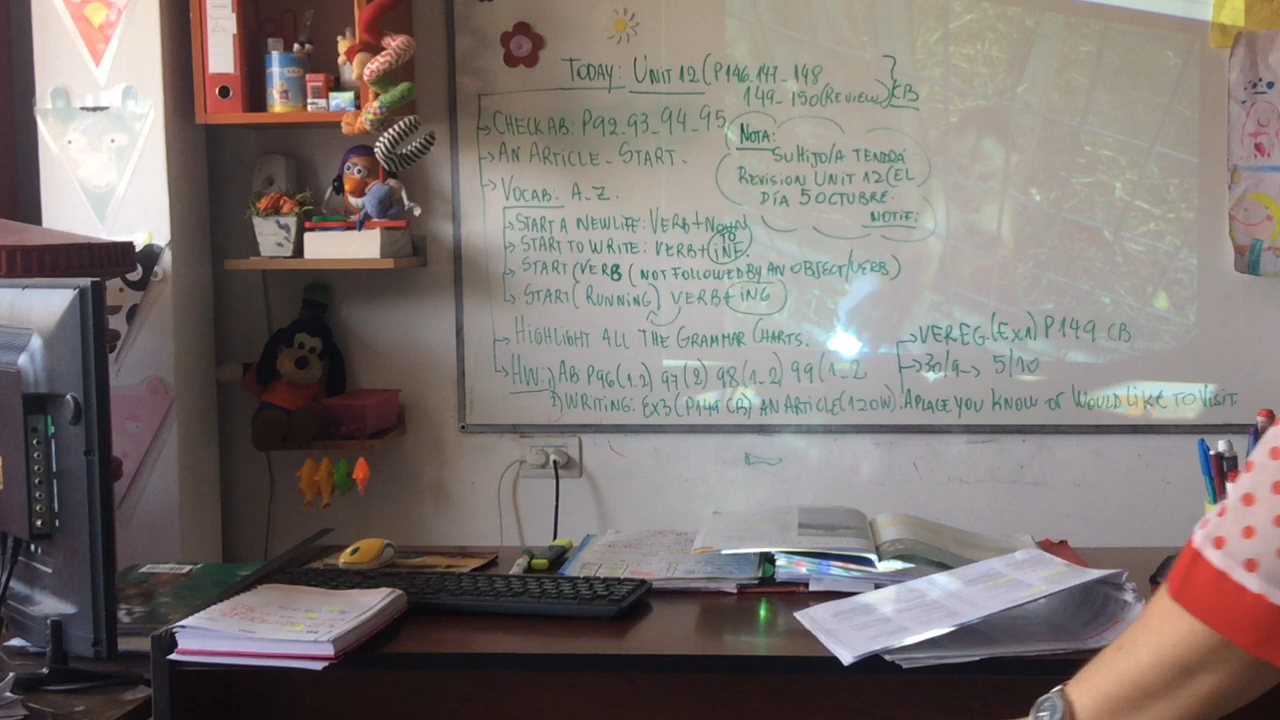 TODAY: UNIT 12 (P146.147-148
149-150 (REVIEW) } CB
CHECK AB: P92-93-94-95
AN ARTICLE - START.
VOCAB: A-Z.
START A NEW LIFE: VERB + NOUN
START TO WRITE: VERB + TO INF.
START (VERB (NOT FOLLOWED BY AN OBJECT/VERB)
START (RUNNING) VERB + ING
NOTA:
SU HIJO/A TENDRÁ
REVISION UNIT 12 (EL
DÍA 5 OCTUBRE.
NOTIF:
HIGHLIGHT ALL THE GRAMMAR CHARTS.
HW: 1) AB: P96 (1-2) 97 (2) 98 (1-2) 99 (1-2
(EX1) P149 CB
30/9 → 5/10
2) WRITING: EX3 (P149 CB) AN ARTICLE (120W). A PLACE YOU KNOW OR WOULD LIKE TO VISIT